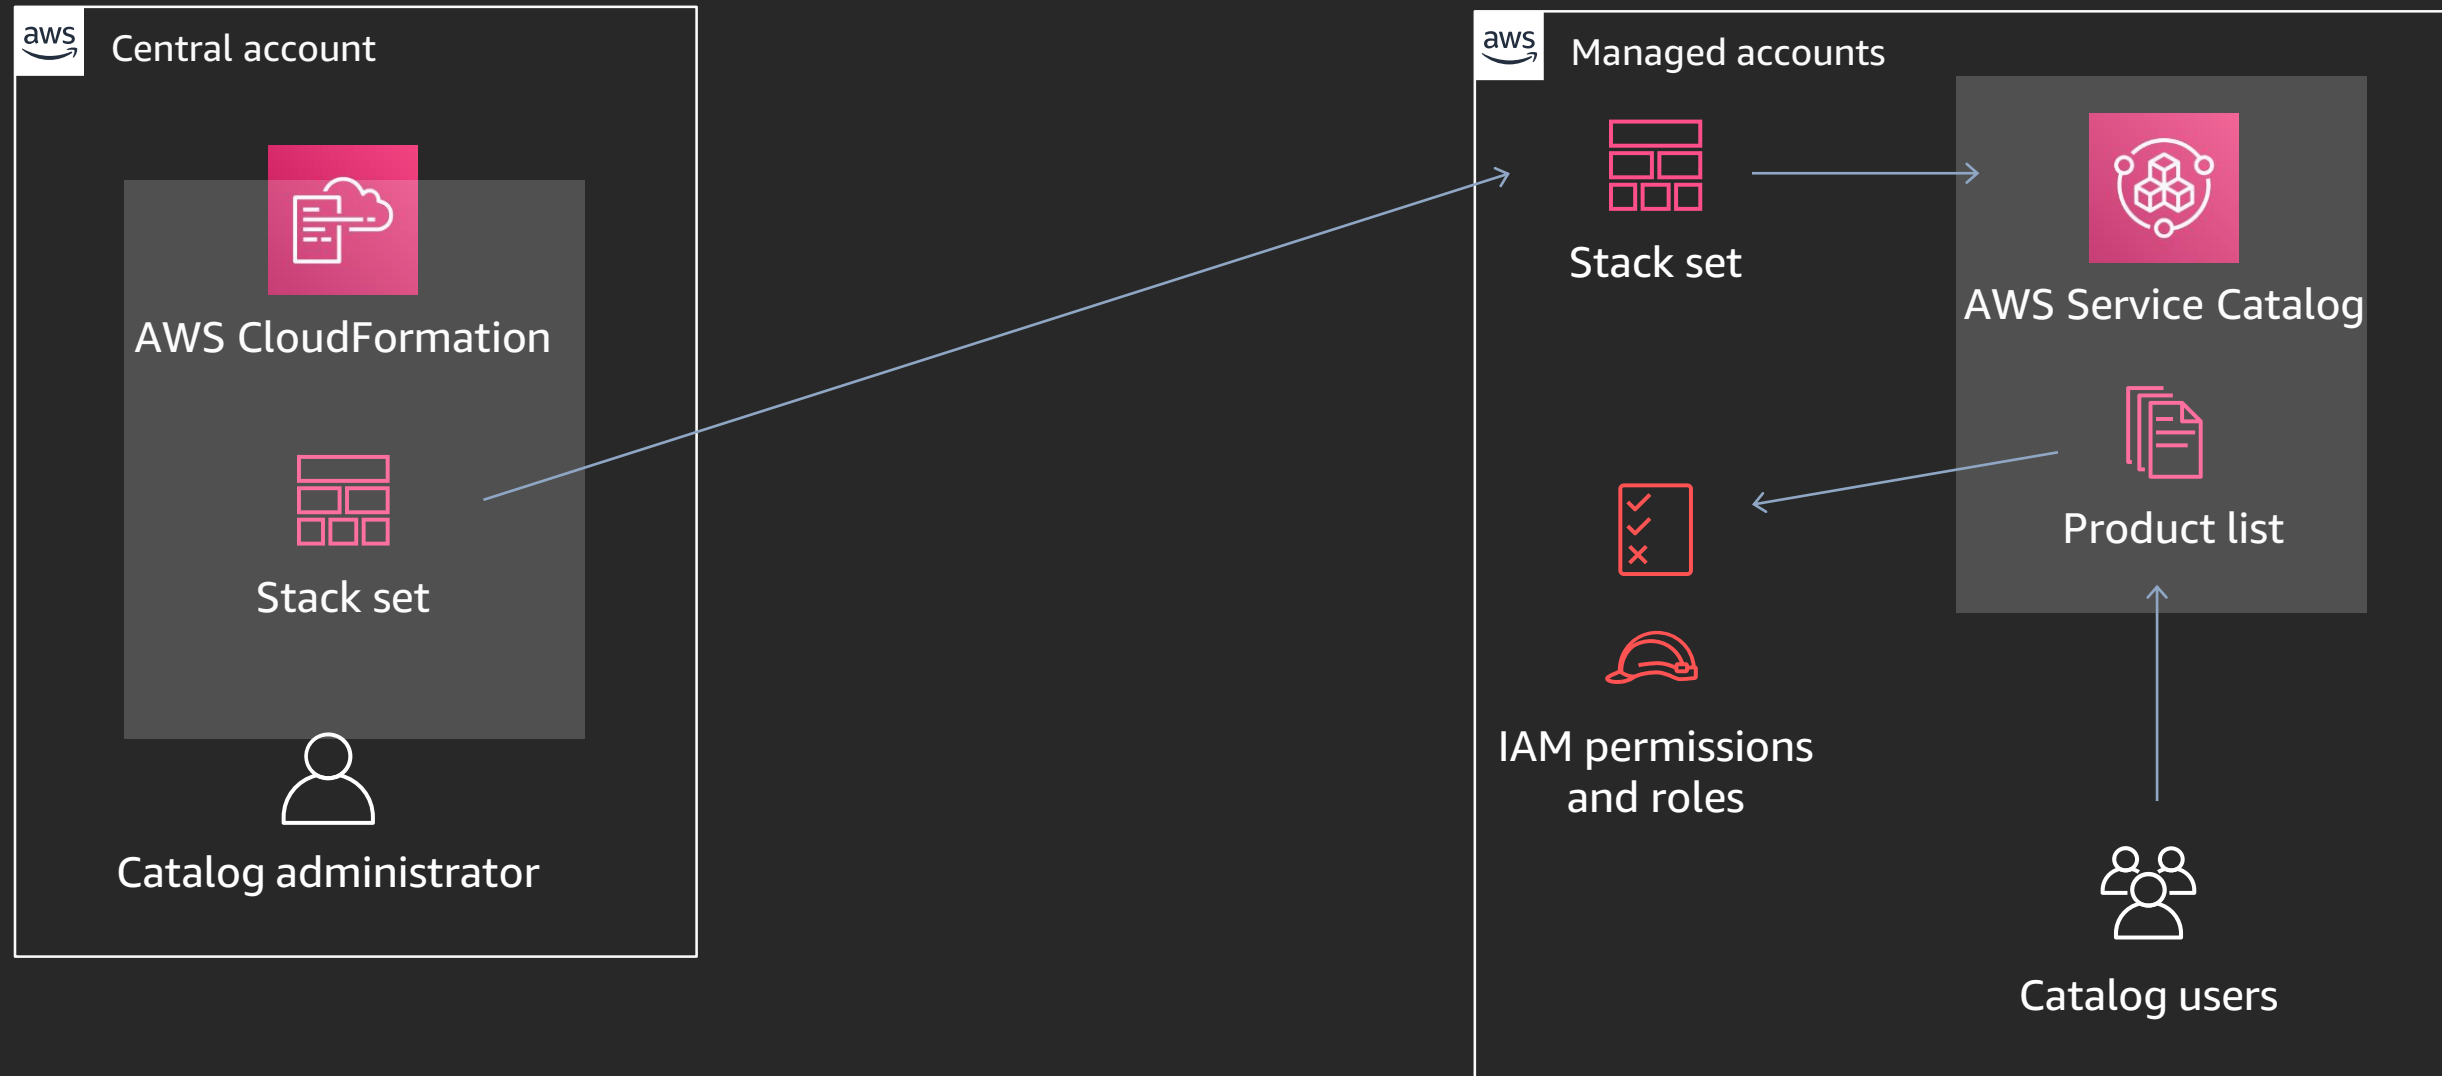 aws
Central account
AWS CloudFormation
Stack set
Catalog administrator
aws
Managed accounts
Stack set
AWS Service Catalog
Product list
IAM permissions
and roles
Catalog users